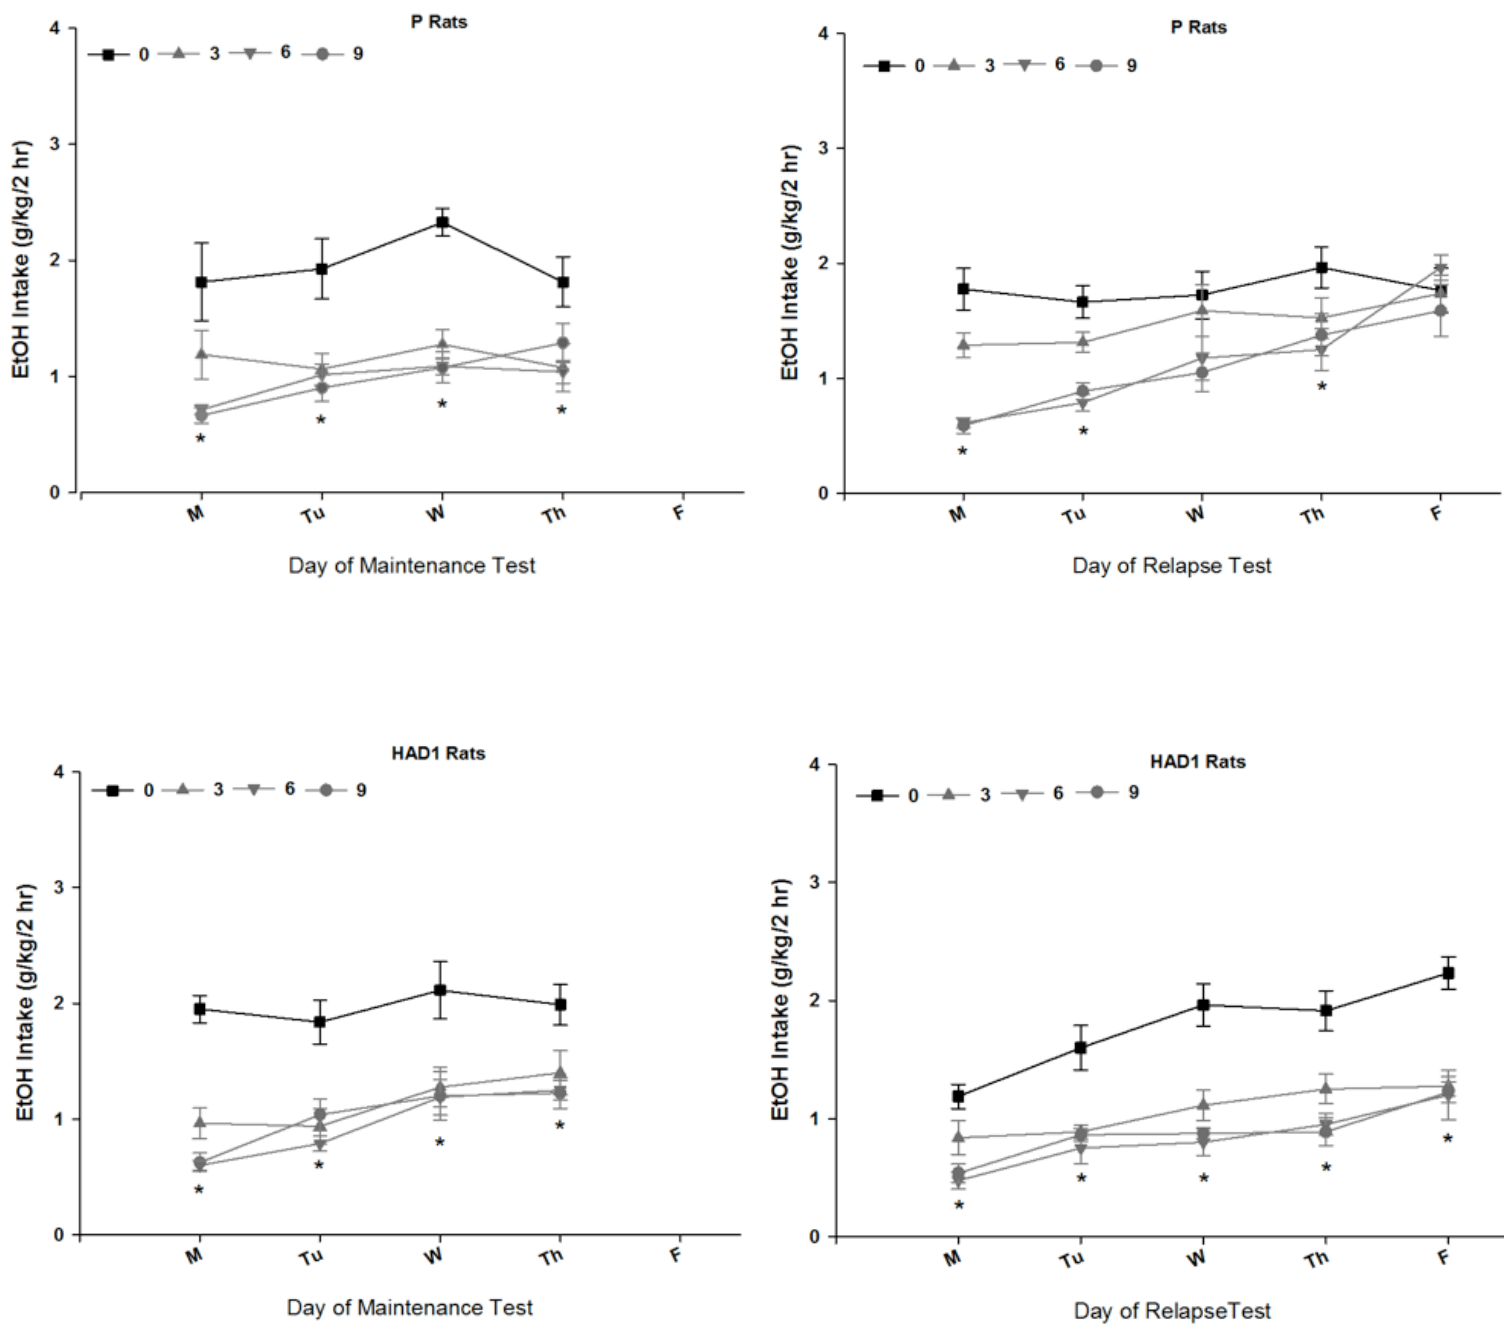 P Rats
0 3 6 9
EtOH Intake (g/kg/2 hr)
4
3
2
1
0
* * * *
M Tu W Th F
Day of Maintenance Test
P Rats
0 3 6 9
EtOH Intake (g/kg/2 hr)
4
3
2
1
0
* * *
M Tu W Th F
Day of Relapse Test
HAD1 Rats
0 3 6 9
EtOH Intake (g/kg/2 hr)
4
3
2
1
0
* * * *
M Tu W Th F
Day of Maintenance Test
HAD1 Rats
0 3 6 9
EtOH Intake (g/kg/2 hr)
4
3
2
1
0
* * * * *
M Tu W Th F
Day of RelapseTest